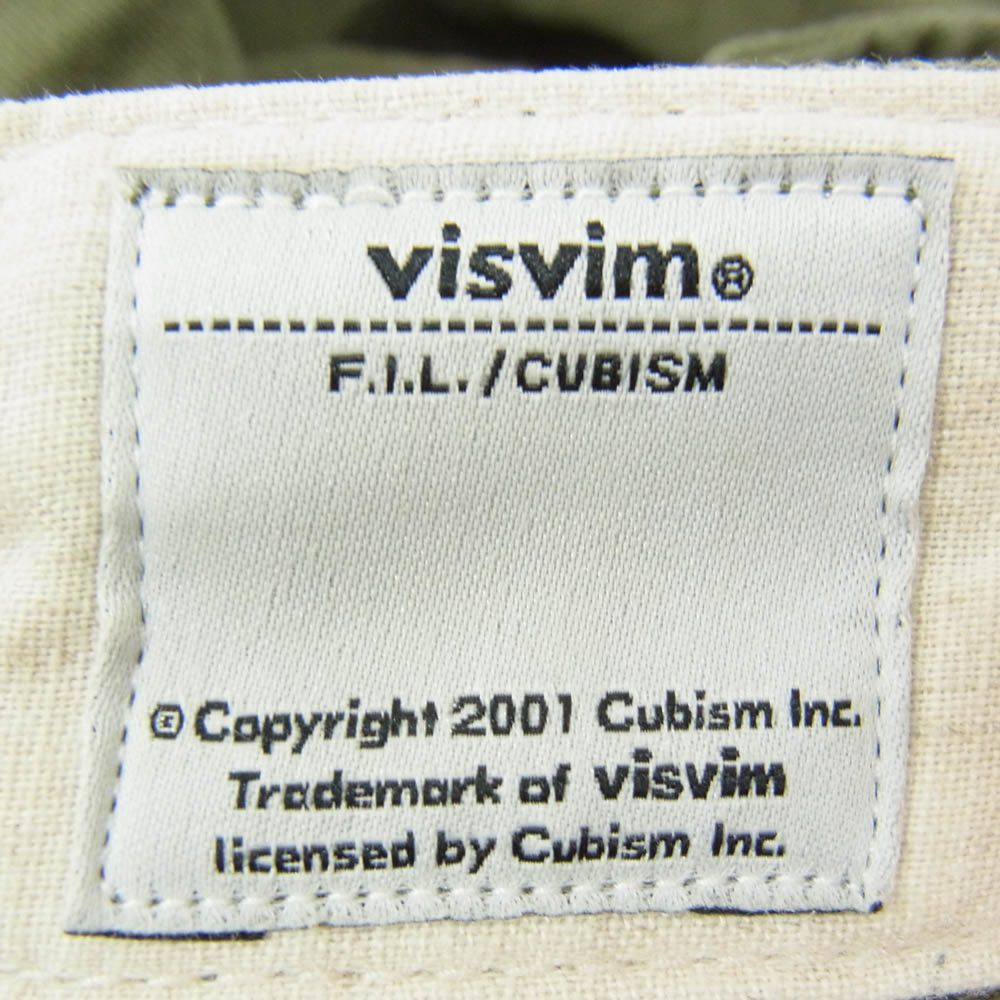 visvim®
F.I.L./CUBISM
© Copyright 2001 Cubism Inc.
Trademark of visvim
licensed by Cubism Inc.